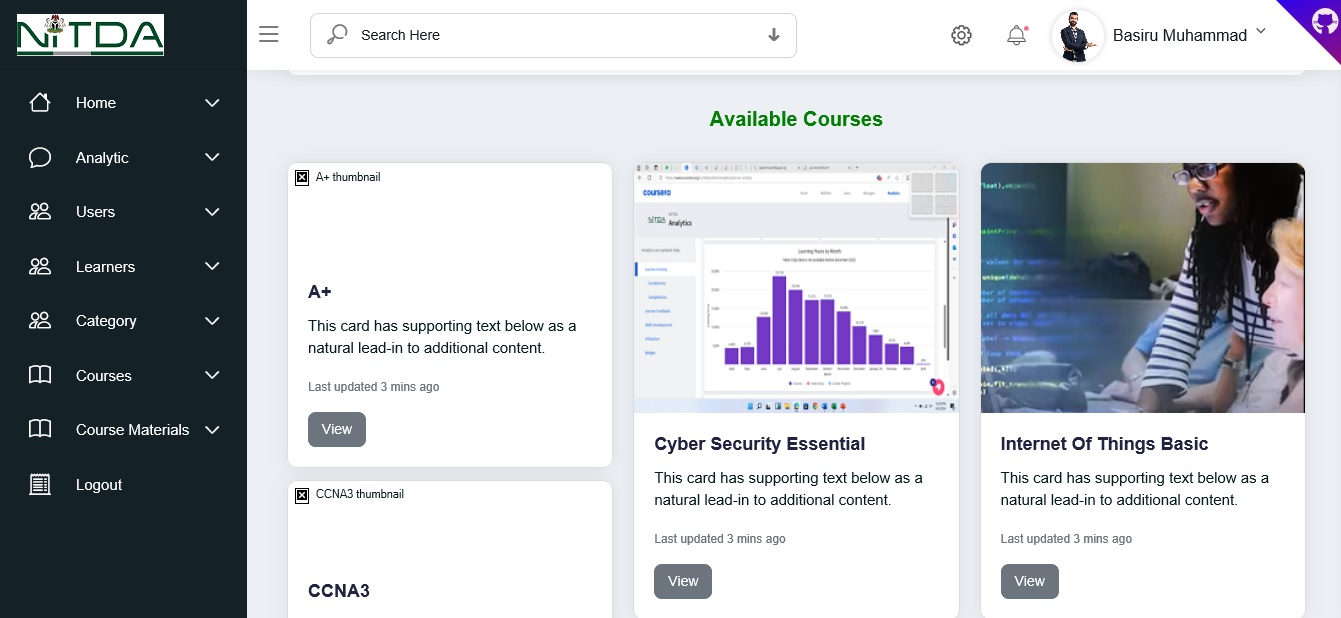 NiTDA
Search Here
Basiru Muhammad
Home
Analytic
Users
Learners
Category
Courses
Course Materials
Logout
Available Courses
A+ thumbnail
A+
This card has supporting text below as a
natural lead-in to additional content.
Last updated 3 mins ago
View
CCNA3 thumbnail
CCNA3
coursera
NiTDA
Analytics
Learning Hours by Month
Cyber Security Essential
This card has supporting text below as a
natural lead-in to additional content.
Last updated 3 mins ago
View
Internet Of Things Basic
This card has supporting text below as a
natural lead-in to additional content.
Last updated 3 mins ago
View